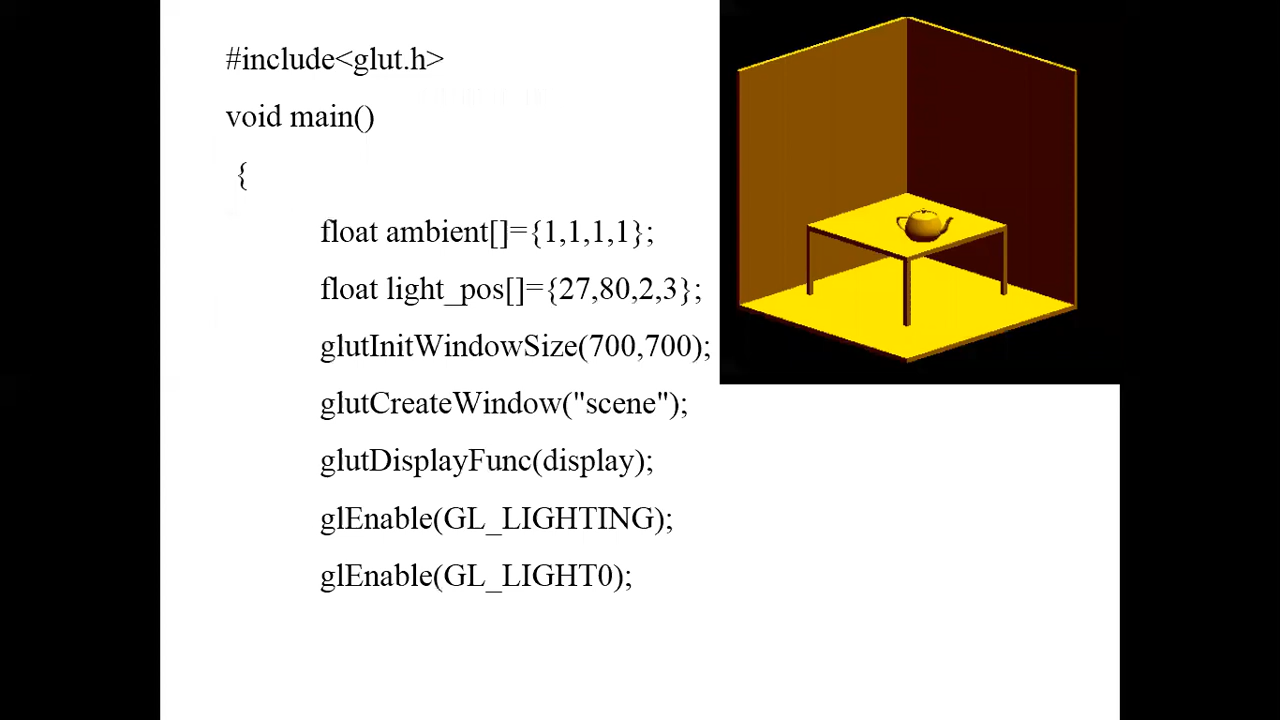 #include<glut.h>
void main()
{
float ambient[]={1,1,1,1};
float light_pos[]={27,80,2,3};
glutInitWindowSize(700,700);
glutCreateWindow("scene");
glutDisplayFunc(display);
glEnable(GL_LIGHTING);
glEnable(GL_LIGHT0);